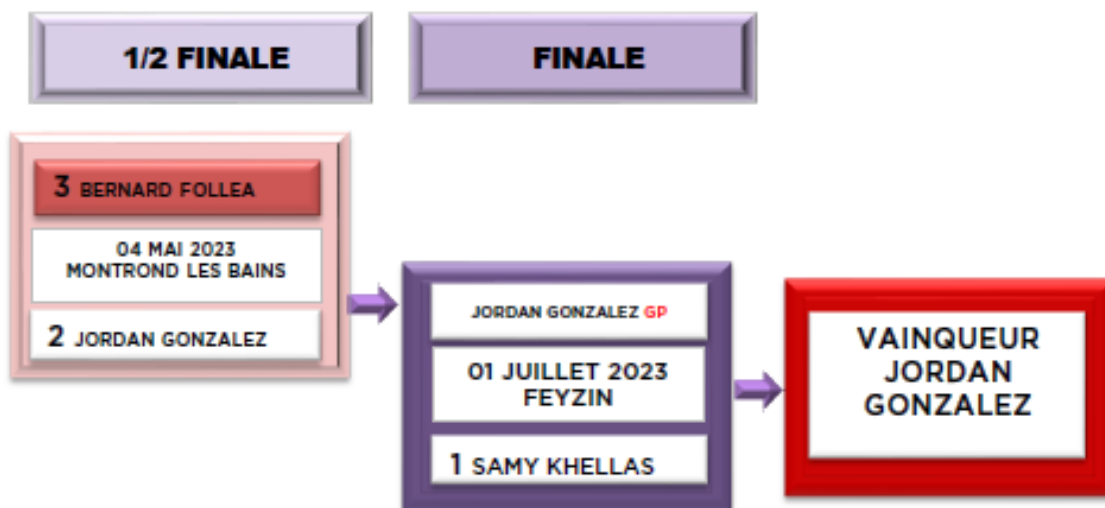 1/2 FINALE
FINALE
3 BERNARD FOLLEA
04 MAI 2023
MONTROND LES BAINS
2 JORDAN GONZALEZ
JORDAN GONZALEZ GP
01 JUILLET 2023
FEYZIN
1 SAMY KHELLAS
VAINQUEUR
JORDAN
GONZALEZ